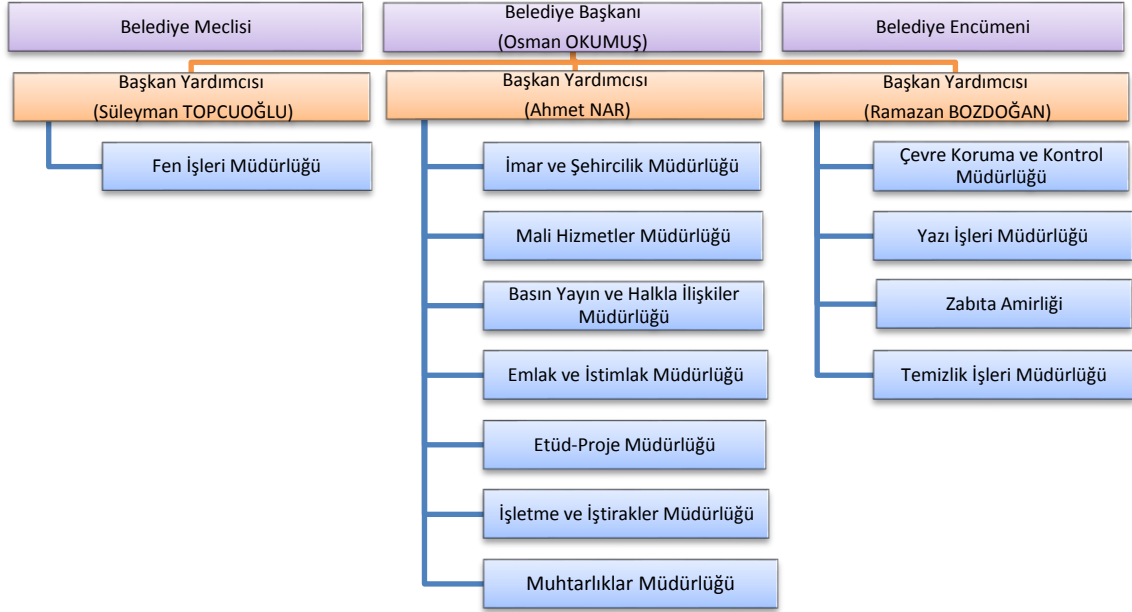 Belediye Meclisi
Belediye Başkanı
(Osman OKUMUŞ)
Belediye Encümeni
Başkan Yardımcısı
(Süleyman TOPCUOĞLU)
Başkan Yardımcısı
(Ahmet NAR)
Başkan Yardımcısı
(Ramazan BOZDOĞAN)
Fen İşleri Müdürlüğü
İmar ve Şehircilik Müdürlüğü
Mali Hizmetler Müdürlüğü
Basın Yayın ve Halkla İlişkiler
Müdürlüğü
Emlak ve İstimlak Müdürlüğü
Etüd-Proje Müdürlüğü
İşletme ve İştirakler Müdürlüğü
Muhtarlıklar Müdürlüğü
Çevre Koruma ve Kontrol
Müdürlüğü
Yazı İşleri Müdürlüğü
Zabıta Amirliği
Temizlik İşleri Müdürlüğü